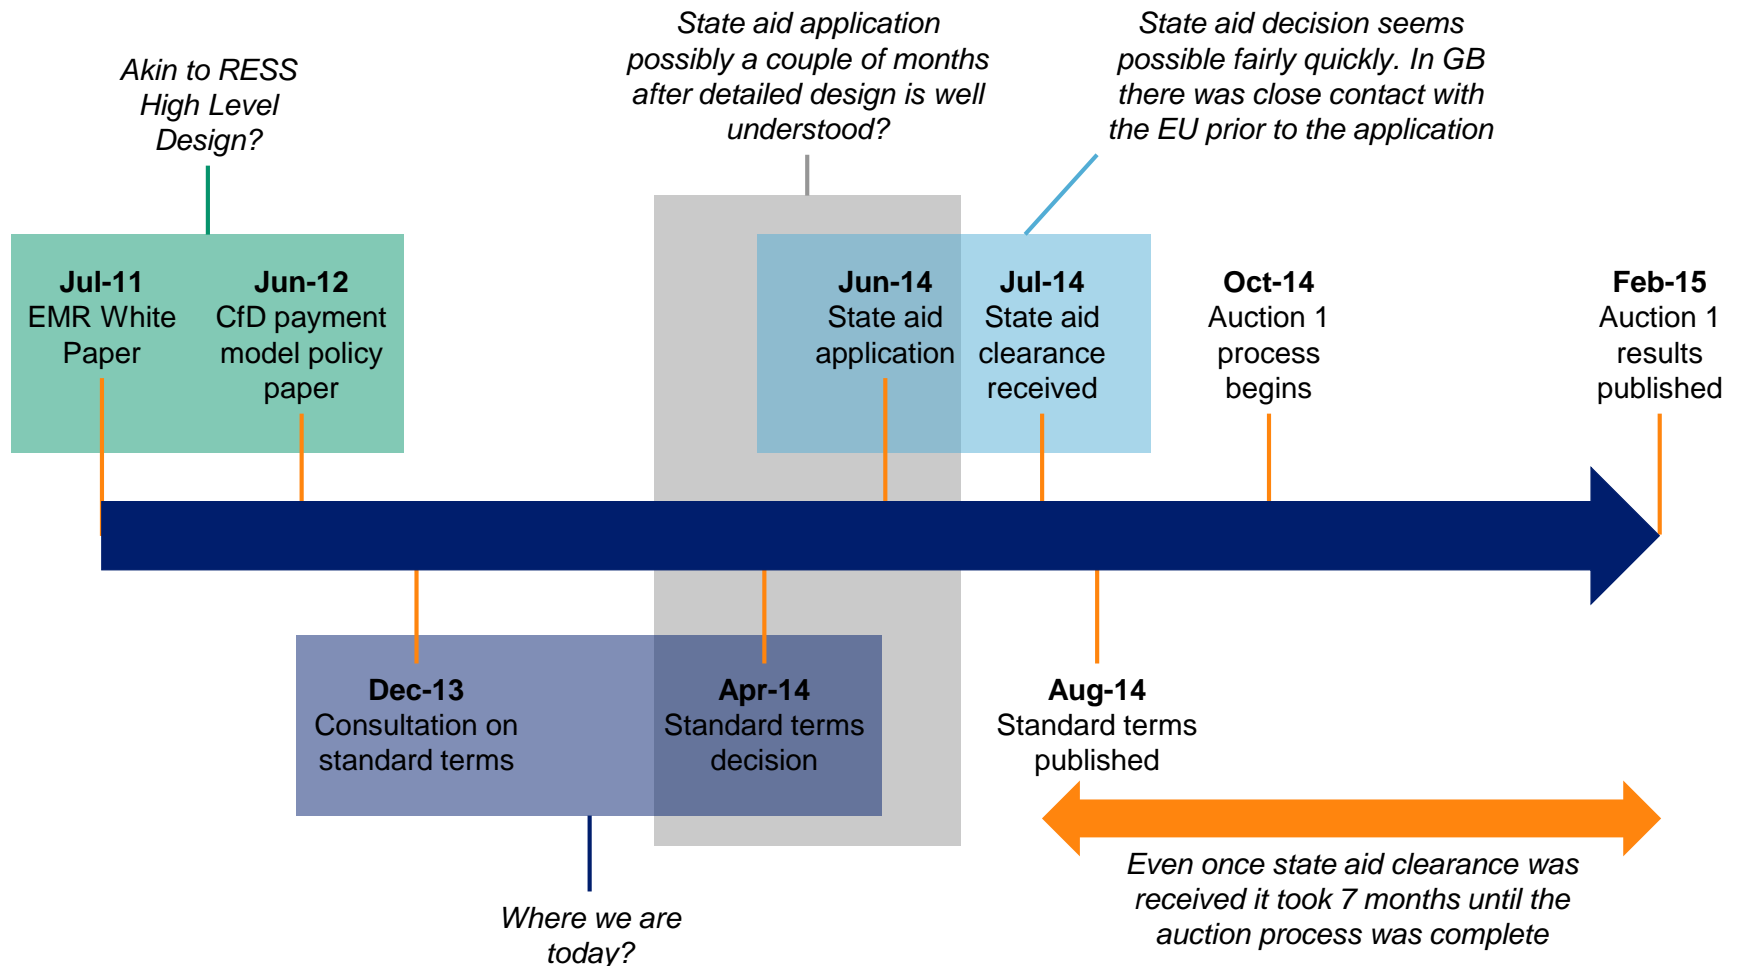 Akin to RESS
High Level
Design?
State aid application
possibly a couple of months
after detailed design is well
understood?
State aid decision seems
possible fairly quickly. In GB
there was close contact with
the EU prior to the application
Jul-11
EMR White
Paper
Jun-12
CfD payment
model policy
paper
Jun-14
State aid
application
Jul-14
State aid
clearance
received
Oct-14
Auction 1
process
begins
Feb-15
Auction 1
results
published
Dec-13
Consultation on
standard terms
Apr-14
Standard terms
decision
Aug-14
Standard terms
published
Where we are
today?
Even once state aid clearance was
received it took 7 months until the
auction process was complete